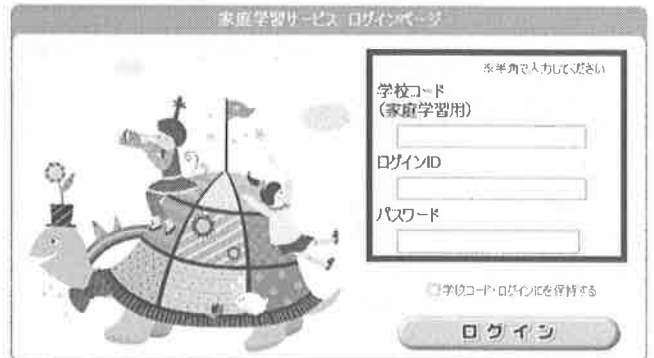 家庭学習サービス ログインページ
※半角で入力してください
学校コード
(家庭学習用)
ログインID
パスワード
学校コード・ログインIDを保持する
ログイン